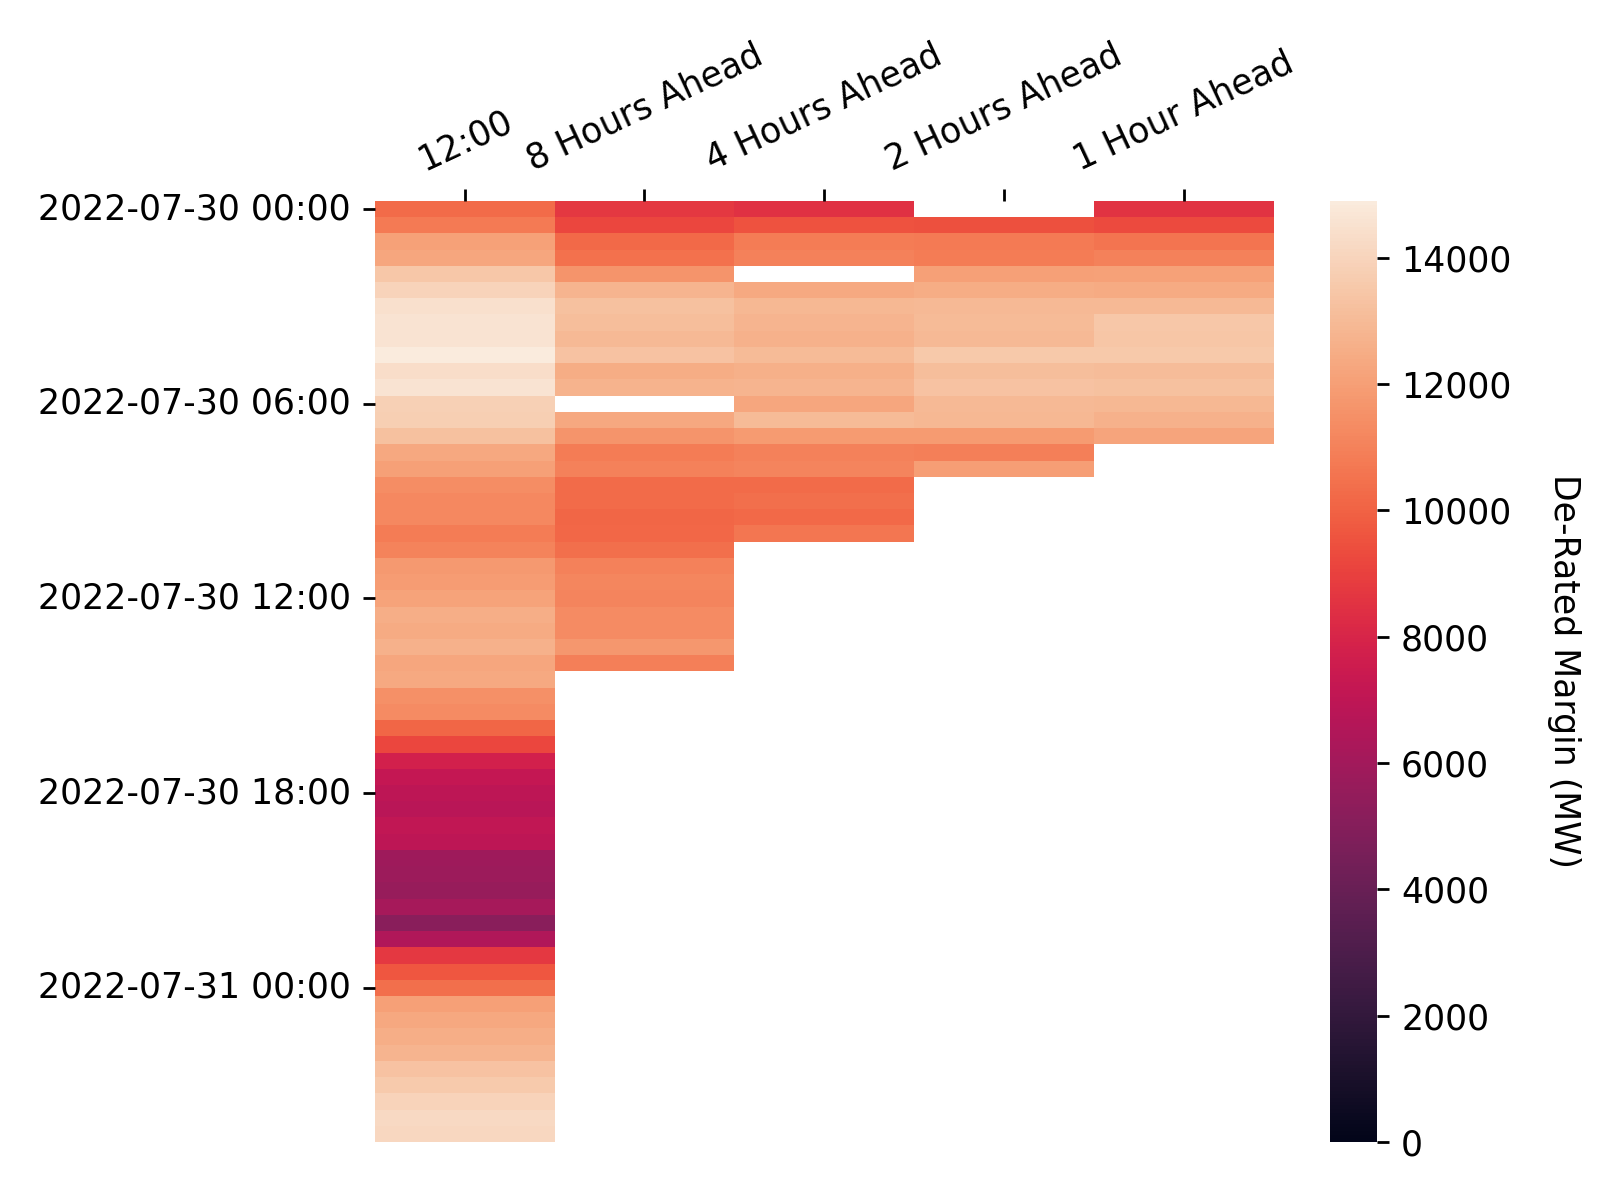 12:00
8 Hours Ahead
4 Hours Ahead
2 Hours Ahead
1 Hour Ahead
2022-07-30 00:00
2022-07-30 06:00
2022-07-30 12:00
2022-07-30 18:00
2022-07-31 00:00
14000
12000
10000
8000
6000
4000
2000
0
De-Rated Margin (MW)